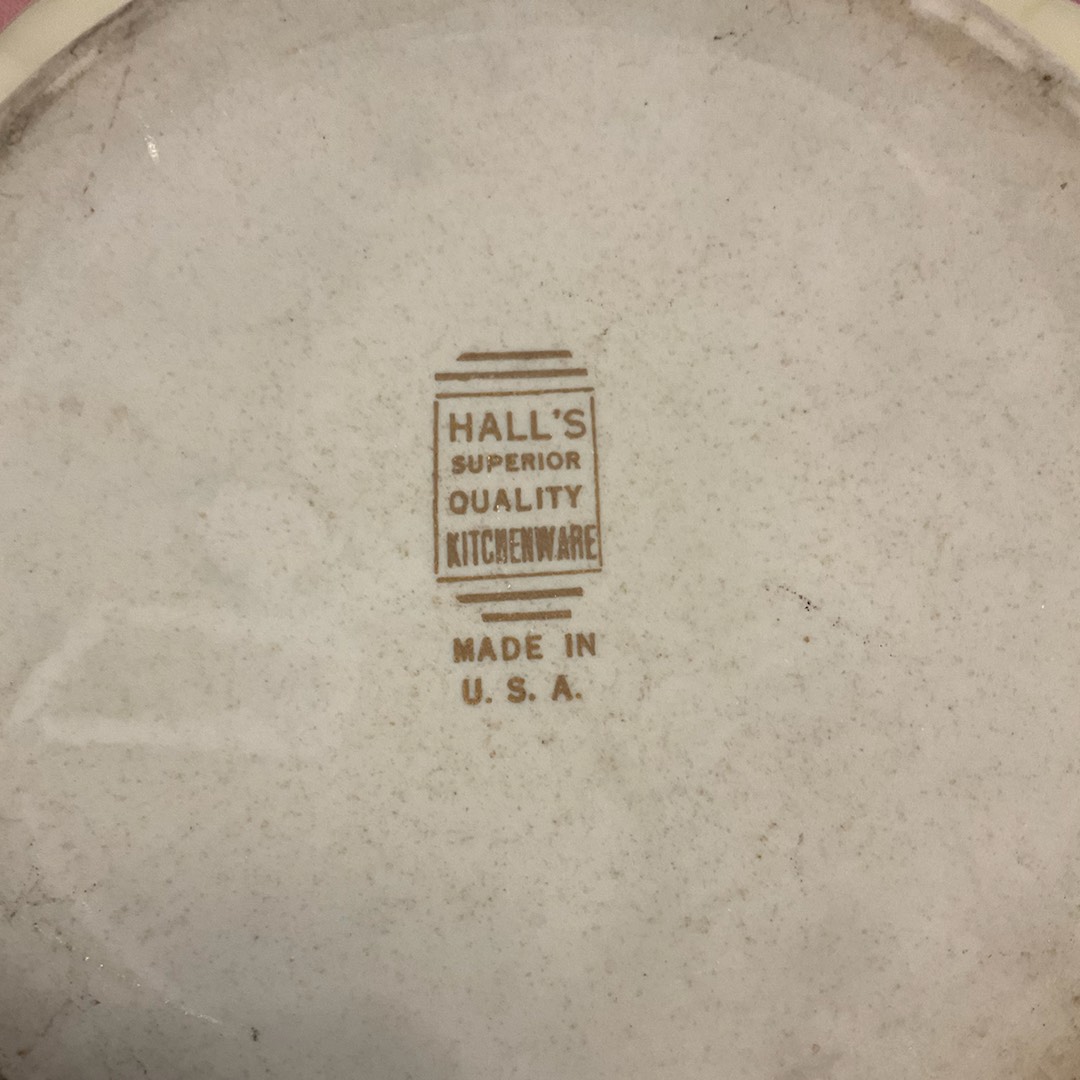 HALL'S
SUPERIOR
QUALITY
KITCHENWARE
MADE IN
U. S. A.